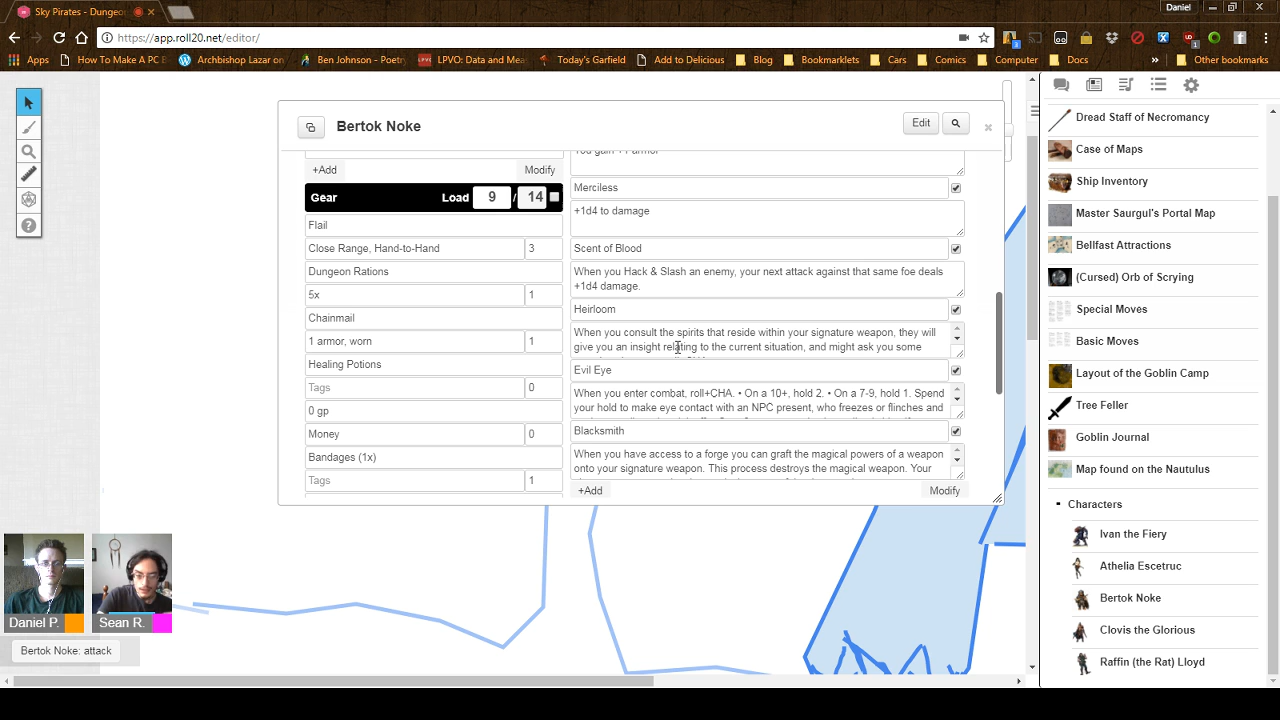 Sky Pirates - Dungeo
Daniel
https://app.roll20.net/editor/
Apps
How To Make A PC B
Archbishop Lazar on
Ben Johnson - Poetry
LPVO: Data and Mea
Today's Garfield
Add to Delicious
Blog
Bookmarklets
Cars
Comics
Computer
Docs
»
Other bookmarks
Bertok Noke
Edit
+Add
Modify
Gear
Load
9
/
14
Flail
Close Range, Hand-to-Hand
3
Dungeon Rations
5x
1
Chainmail
1 armor, worn
1
Healing Potions
Tags
0
0 gp
Money
0
Bandages (1x)
Tags
1
You gain +1 armor
Merciless
+1d4 to damage
Scent of Blood
When you Hack & Slash an enemy, your next attack against that same foe deals
+1d4 damage.
Heirloom
When you consult the spirits that reside within your signature weapon, they will
give you an insight relating to the current situation, and might ask you some
Evil Eye
When you enter combat, roll+CHA. • On a 10+, hold 2. • On a 7-9, hold 1. Spend
your hold to make eye contact with an NPC present, who freezes or flinches and
Blacksmith
When you have access to a forge you can graft the magical powers of a weapon
onto your signature weapon. This process destroys the magical weapon. Your
+Add
Modify
Dread Staff of Necromancy
Case of Maps
Ship Inventory
Master Saurgul's Portal Map
Bellfast Attractions
(Cursed) Orb of Scrying
Special Moves
Basic Moves
Layout of the Goblin Camp
Tree Feller
Goblin Journal
Map found on the Nautulus
Characters
Ivan the Fiery
Athelia Escetruc
Bertok Noke
Clovis the Glorious
Raffin (the Rat) Lloyd
Daniel P.
Sean R.
Bertok Noke: attack